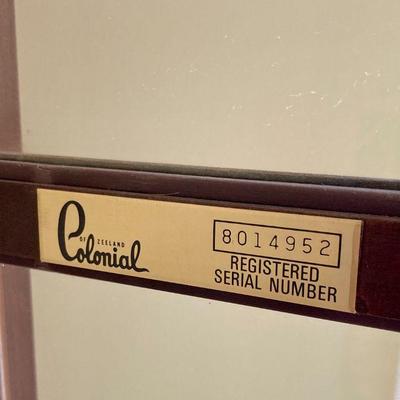 Colonial
OF ZEELAND
8014952
REGISTERED
SERIAL NUMBER